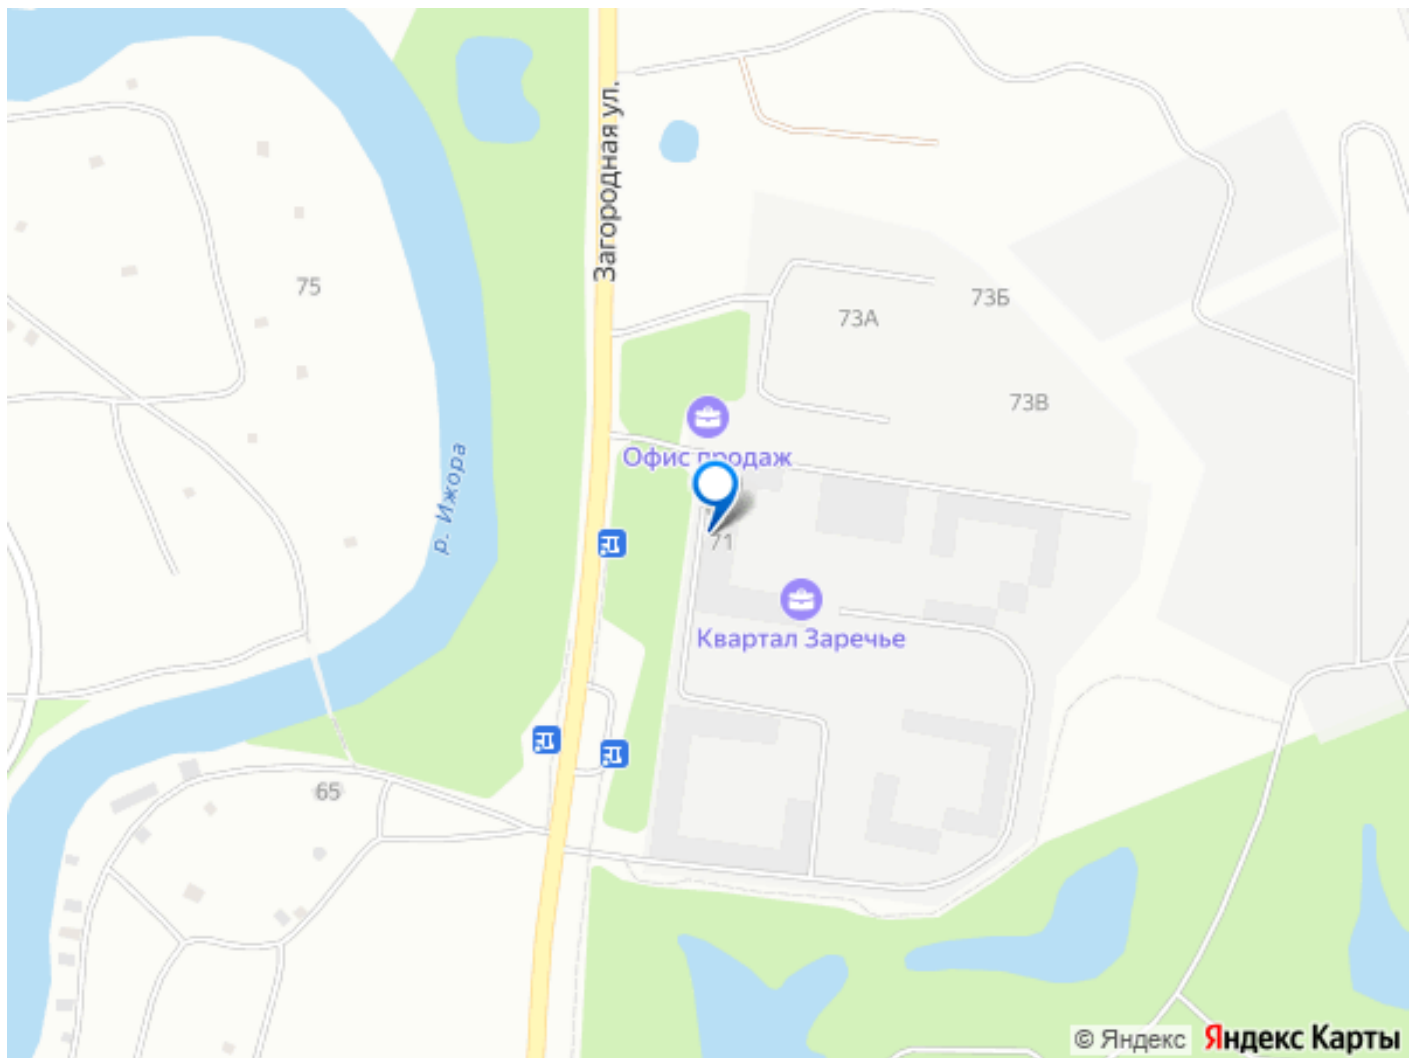 Загородная ул.
75
73Б
73А
73В
Офис продаж
р. Ижора
71
Квартал Заречье
65
© Яндекс Яндекс Карты